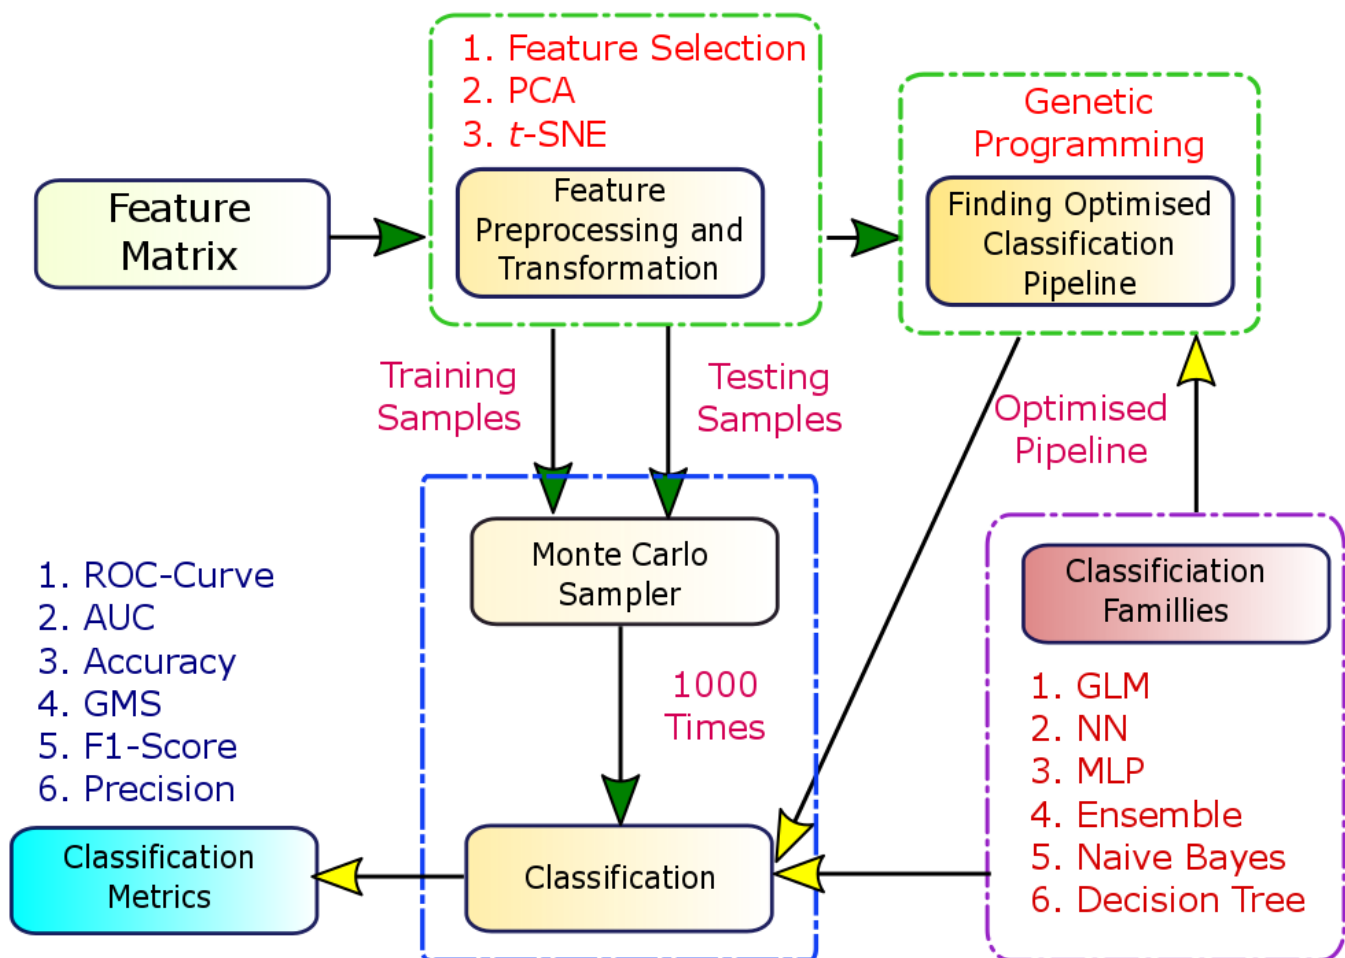 1. Feature Selection
2. PCA
3. t-SNE
Feature
Preprocessing and
Transformation
Genetic
Programming
Finding Optimised
Classification
Pipeline
Feature
Matrix
Training
Samples
Testing
Samples
Optimised
Pipeline
Monte Carlo
Sampler
1000
Times
Classification
Classificiation
Famillies
1. GLM
2. NN
3. MLP
4. Ensemble
5. Naive Bayes
6. Decision Tree
1. ROC-Curve
2. AUC
3. Accuracy
4. GMS
5. F1-Score
6. Precision
Classification
Metrics